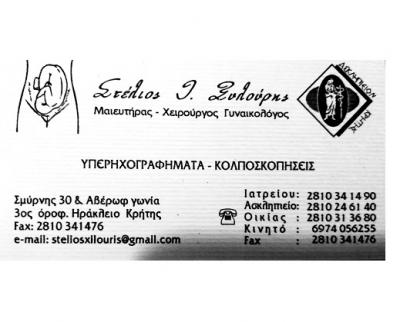 Στέλιος Ι. Ξυλούρης
Μαιευτήρας - Χειρούργος Γυναικολόγος
ΑΣΚΛΗΠΙΕΙΟΝ
ΥΠΕΡΗΧΟΓΡΑΦΗΜΑΤΑ - ΚΟΛΠΟΣΚΟΠΗΣΕΙΣ
Σμύρνης 30 & Αβέρωφ γωνία
3ος όροφ. Ηράκλειο Κρήτης
Fax: 2810 341476
e-mail: steliosxilouris@gmail.com
Ιατρείου: 2810 34 14 90
Ασκληπείο: 2810 24 61 40
Οικίας : 2810 31 36 80
Κινητό : 6974 056255
Fax : 2810 341476